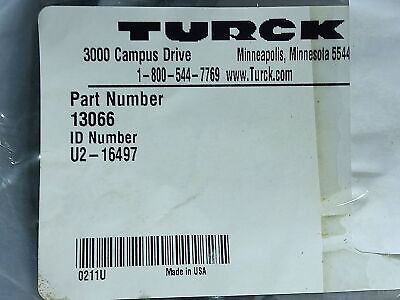 TURCK
3000 Campus Drive Minneapolis, Minnesota 5544
1-800-544-7769 www.Turck.com
Part Number
13066
ID Number
U2-16497
0211U Made in USA